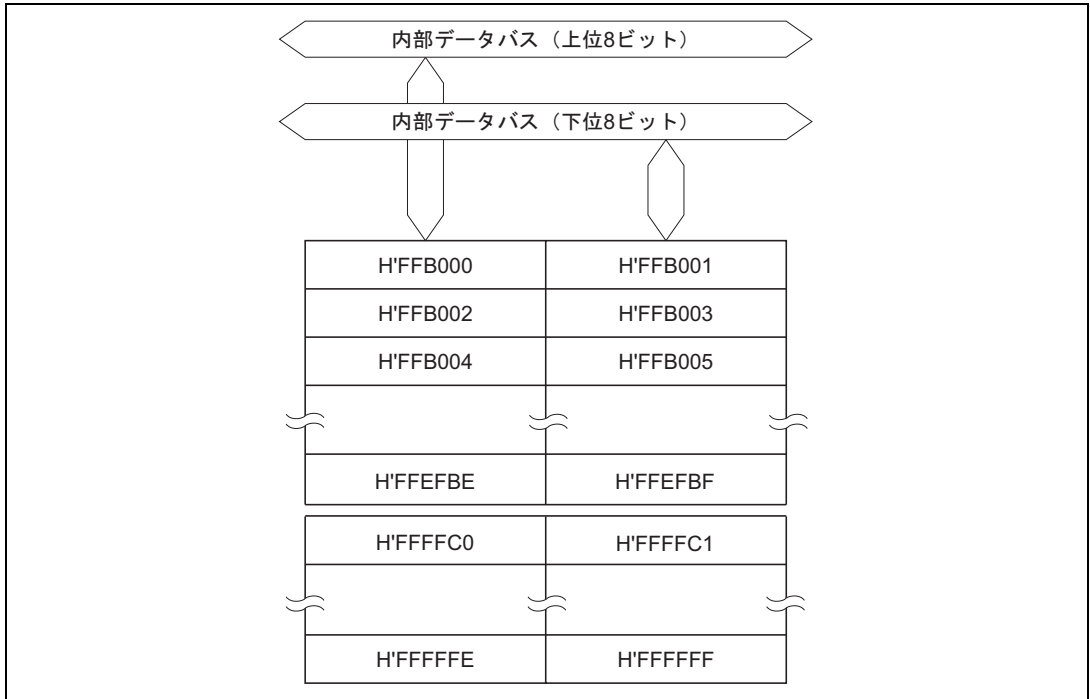 内部データバス（上位8ビット）
内部データバス（下位8ビット）
H'FFB000 H'FFB001
H'FFB002 H'FFB003
H'FFB004 H'FFB005
H'FFEFBE H'FFEFBF
H'FFFFC0 H'FFFFC1
H'FFFFFE H'FFFFFF